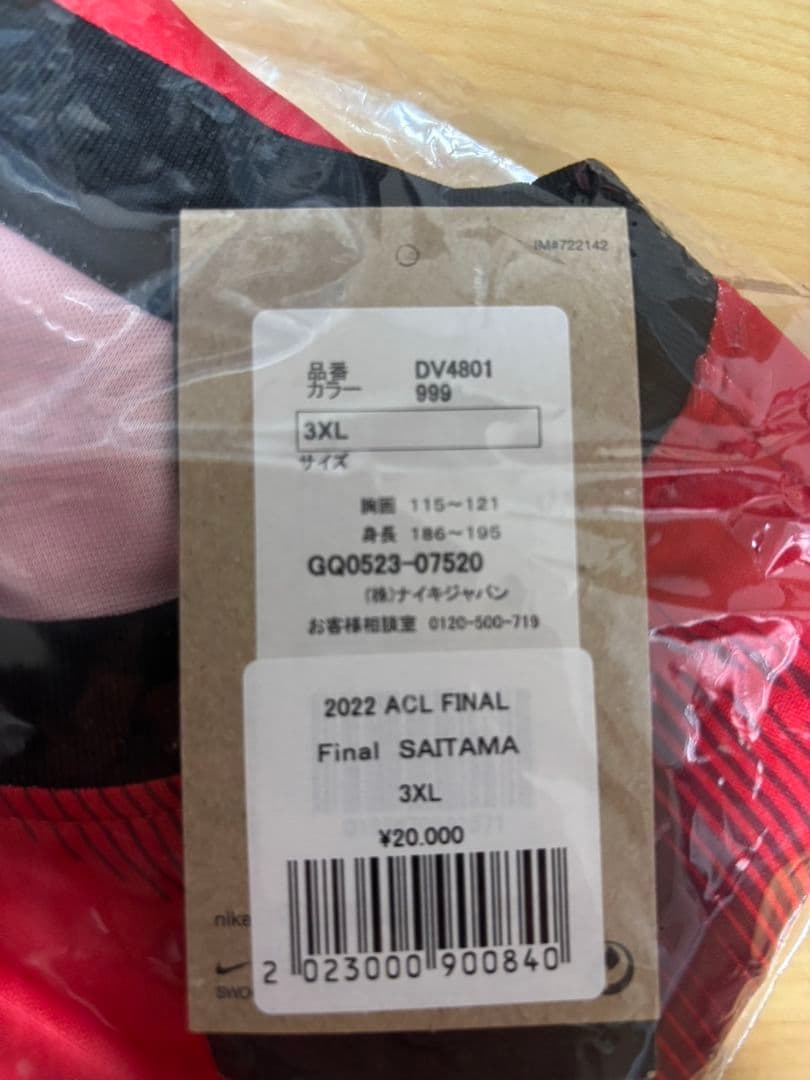 IM#722142
品番 DV4801
カラー 999
3XL
サイズ
胸囲 115～121
身長 186～195
GQ0523-07520
(株)ナイキジャパン
お客様相談室 0120-500-719
2022 ACL FINAL
Final SAITAMA
3XL
¥20.000
nike
SWO
2 023000 900840